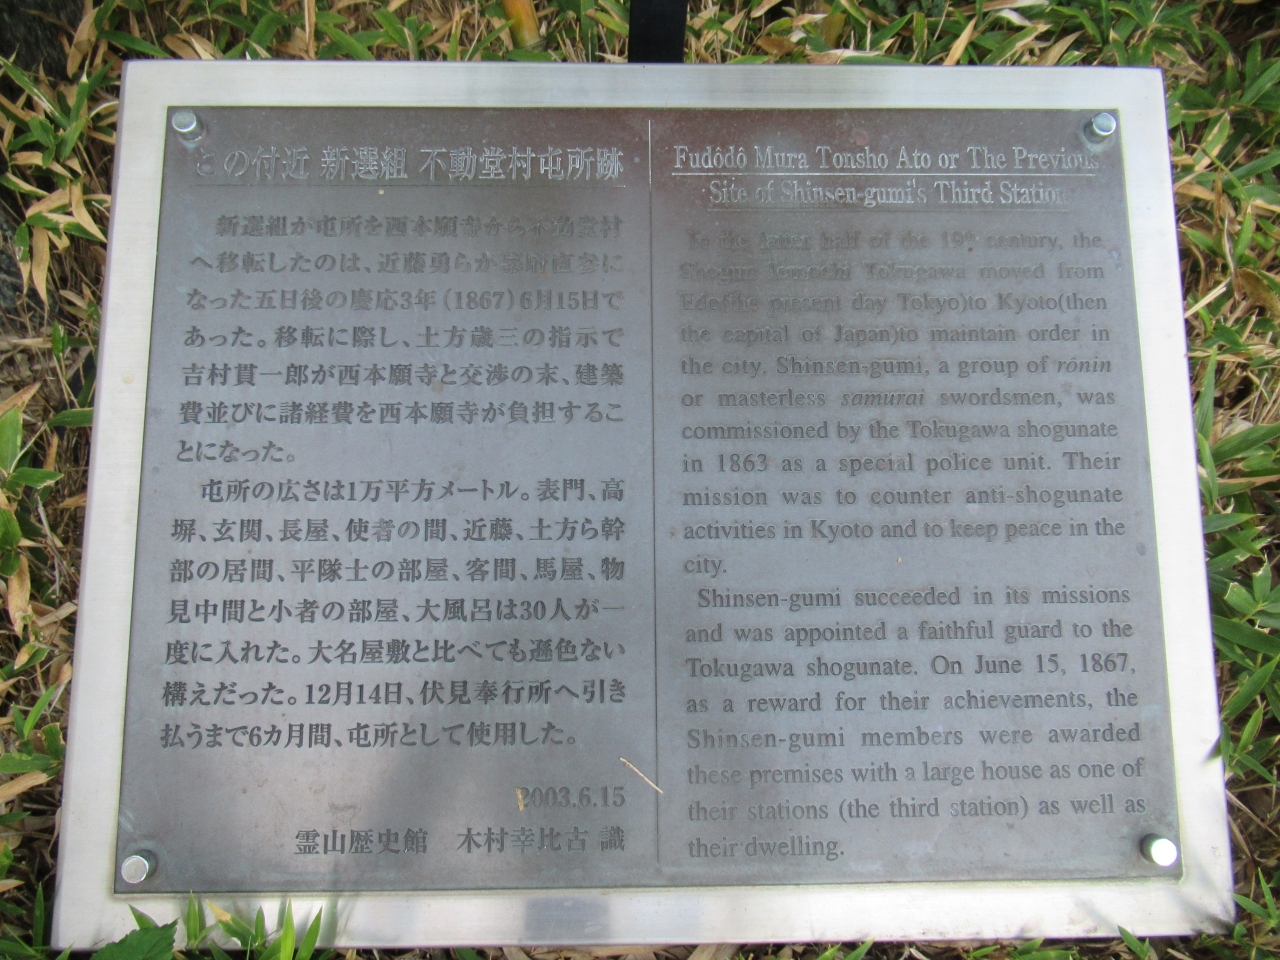 この付近 新選組 不動堂村屯所跡
新選組が屯所を西本願寺から不動堂村
へ移転したのは、近藤勇らが幕府直参に
なった五日後の慶応3年(1867)6月15日で
あった。移転に際し、土方歳三の指示で
吉村貫一郎が西本願寺と交渉の末、建築
費並びに諸経費を西本願寺が負担するこ
とになった。
屯所の広さは1万平方メートル。表門、高
塀、玄関、長屋、使者の間、近藤、土方ら幹
部の居間、平隊士の部屋、客間、馬屋、物
見中間と小者の部屋、大風呂は30人が一
度に入れた。大名屋敷と比べても遜色ない
構えだった。12月14日、伏見奉行所へ引き
払うまで6カ月間、屯所として使用した。
2003.6.15
霊山歴史館 木村幸比古 識
Fudôdô Mura Tonsho Ato or The Previous
Site of Shinsen-gumi's Third Station
In the latter half of the 19th century, the
Shogun Iemochi Tokugawa moved from
Edo(the present day Tokyo)to Kyoto(then
the capital of Japan)to maintain order in
the city. Shinsen-gumi, a group of rōnin
or masterless samurai swordsmen, was
commissioned by the Tokugawa shogunate
in 1863 as a special police unit. Their
mission was to counter anti-shogunate
activities in Kyoto and to keep peace in the
city.
Shinsen-gumi succeeded in its missions
and was appointed a faithful guard to the
Tokugawa shogunate. On June 15, 1867,
as a reward for their achievements, the
Shinsen-gumi members were awarded
these premises with a large house as one of
their stations (the third station) as well as
their dwelling.